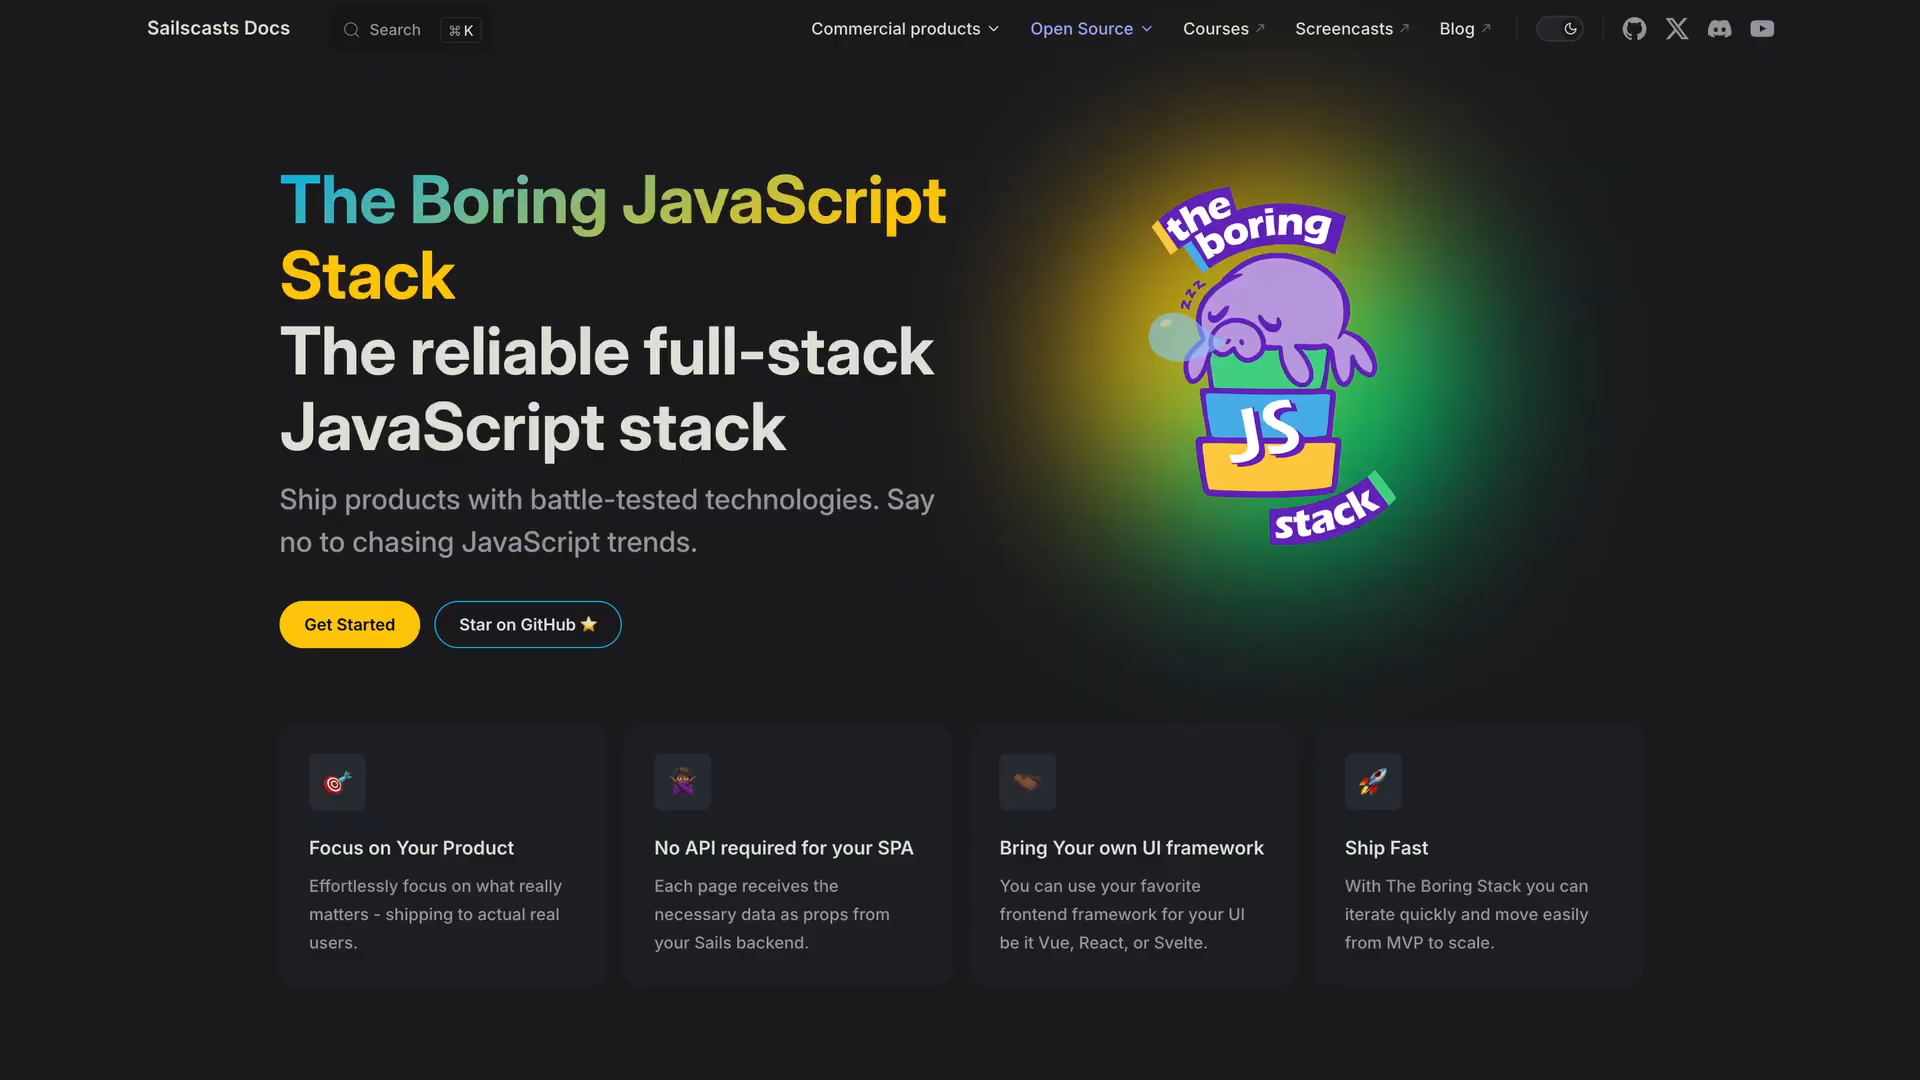 Sailscasts Docs
Search
⌘ K
Commercial products
Open Source
Courses
Screencasts
Blog
The Boring JavaScript
Stack
The reliable full-stack
JavaScript stack
Ship products with battle-tested technologies. Say
no to chasing JavaScript trends.
Get Started
Star on GitHub ⭐
the
boring
zzz
JS
stack
Focus on Your Product
Effortlessly focus on what really
matters - shipping to actual real
users.
No API required for your SPA
Each page receives the
necessary data as props from
your Sails backend.
Bring Your own UI framework
You can use your favorite
frontend framework for your UI
be it Vue, React, or Svelte.
Ship Fast
With The Boring Stack you can
iterate quickly and move easily
from MVP to scale.